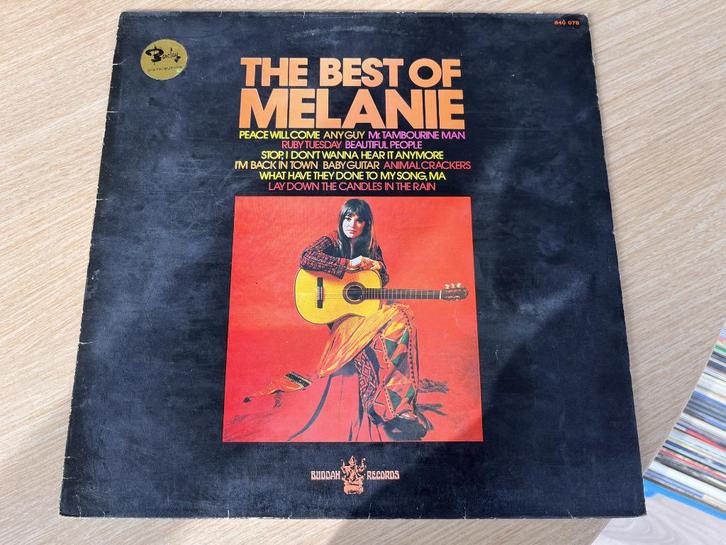 840 078
Barclay
DISTRIBUTION
THE BEST OF
MELANIE
PEACE WILL COME ANY GUY Mr. TAMBOURINE MAN
RUBY TUESDAY BEAUTIFUL PEOPLE
STOP, I DON'T WANNA HEAR IT ANYMORE
I'M BACK IN TOWN BABY GUITAR ANIMAL CRACKERS
WHAT HAVE THEY DONE TO MY SONG, MA
LAY DOWN THE CANDLES IN THE RAIN
BUDDAH RECORDS